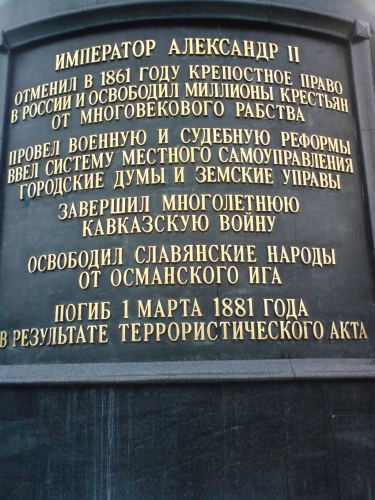 ИМПЕРАТОР АЛЕКСАНДР II
ОТМЕНИЛ В 1861 ГОДУ КРЕПОСТНОЕ ПРАВО
В РОССИИ И ОСВОБОДИЛ МИЛЛИОНЫ КРЕСТЬЯН
ОТ МНОГОВЕКОВОГО РАБСТВА
ПРОВЕЛ ВОЕННУЮ И СУДЕБНУЮ РЕФОРМЫ
ВВЕЛ СИСТЕМУ МЕСТНОГО САМОУПРАВЛЕНИЯ
ГОРОДСКИЕ ДУМЫ И ЗЕМСКИЕ УПРАВЫ
ЗАВЕРШИЛ МНОГОЛЕТНЮЮ
КАВКАЗСКУЮ ВОЙНУ
ОСВОБОДИЛ СЛАВЯНСКИЕ НАРОДЫ
ОТ ОСМАНСКОГО ИГА
ПОГИБ 1 МАРТА 1881 ГОДА
В РЕЗУЛЬТАТЕ ТЕРРОРИСТИЧЕСКОГО АКТА